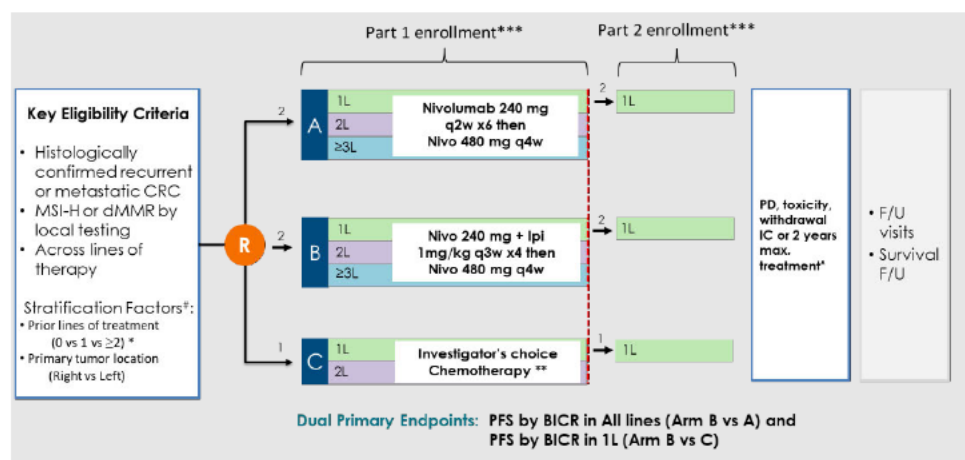 Part 1 enrollment***
Part 2 enrollment***
Key Eligibility Criteria
• Histologically
confirmed recurrent
or metastatic CRC
• MSI-H or dMMR by
local testing
• Across lines of
therapy
Stratification Factors#:
• Prior lines of treatment
(0 vs 1 vs ≥2) *
• Primary tumor location
(Right vs Left)
R
2
A
1L
2L
≥3L
Nivolumab 240 mg
q2w x6 then
Nivo 480 mg q4w
2
1L
2
B
1L
2L
≥3L
Nivo 240 mg + Ipi
1mg/kg q3w x4 then
Nivo 480 mg q4w
2
1L
1
C
1L
2L
Investigator's choice
Chemotherapy **
1
1L
PD, toxicity,
withdrawal
IC or 2 years
max.
treatment*
• F/U
visits
• Survival
F/U
Dual Primary Endpoints: PFS by BICR in All lines (Arm B vs A) and
PFS by BICR in 1L (Arm B vs C)